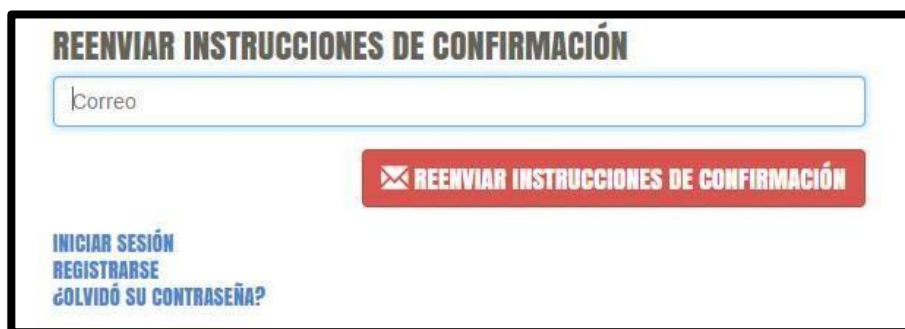 REENVIAR INSTRUCCIONES DE CONFIRMACIÓN
Correo
REENVIAR INSTRUCCIONES DE CONFIRMACIÓN
INICIAR SESIÓN
REGISTRARSE
¿OLVIDÓ SU CONTRASEÑA?